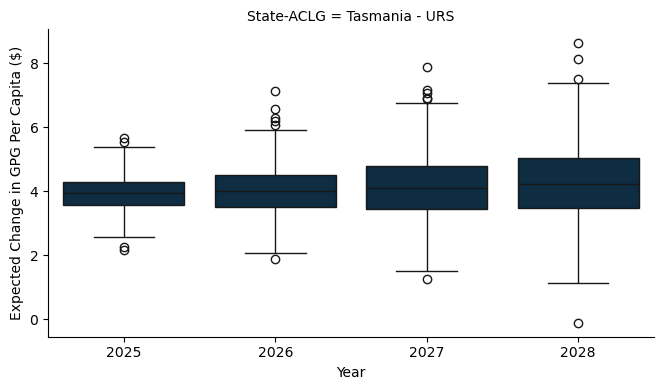 State-ACLG = Tasmania - URS
Expected Change in GPG Per Capita ($)
8
6
4
2
0
2025 2026 2027 2028
Year